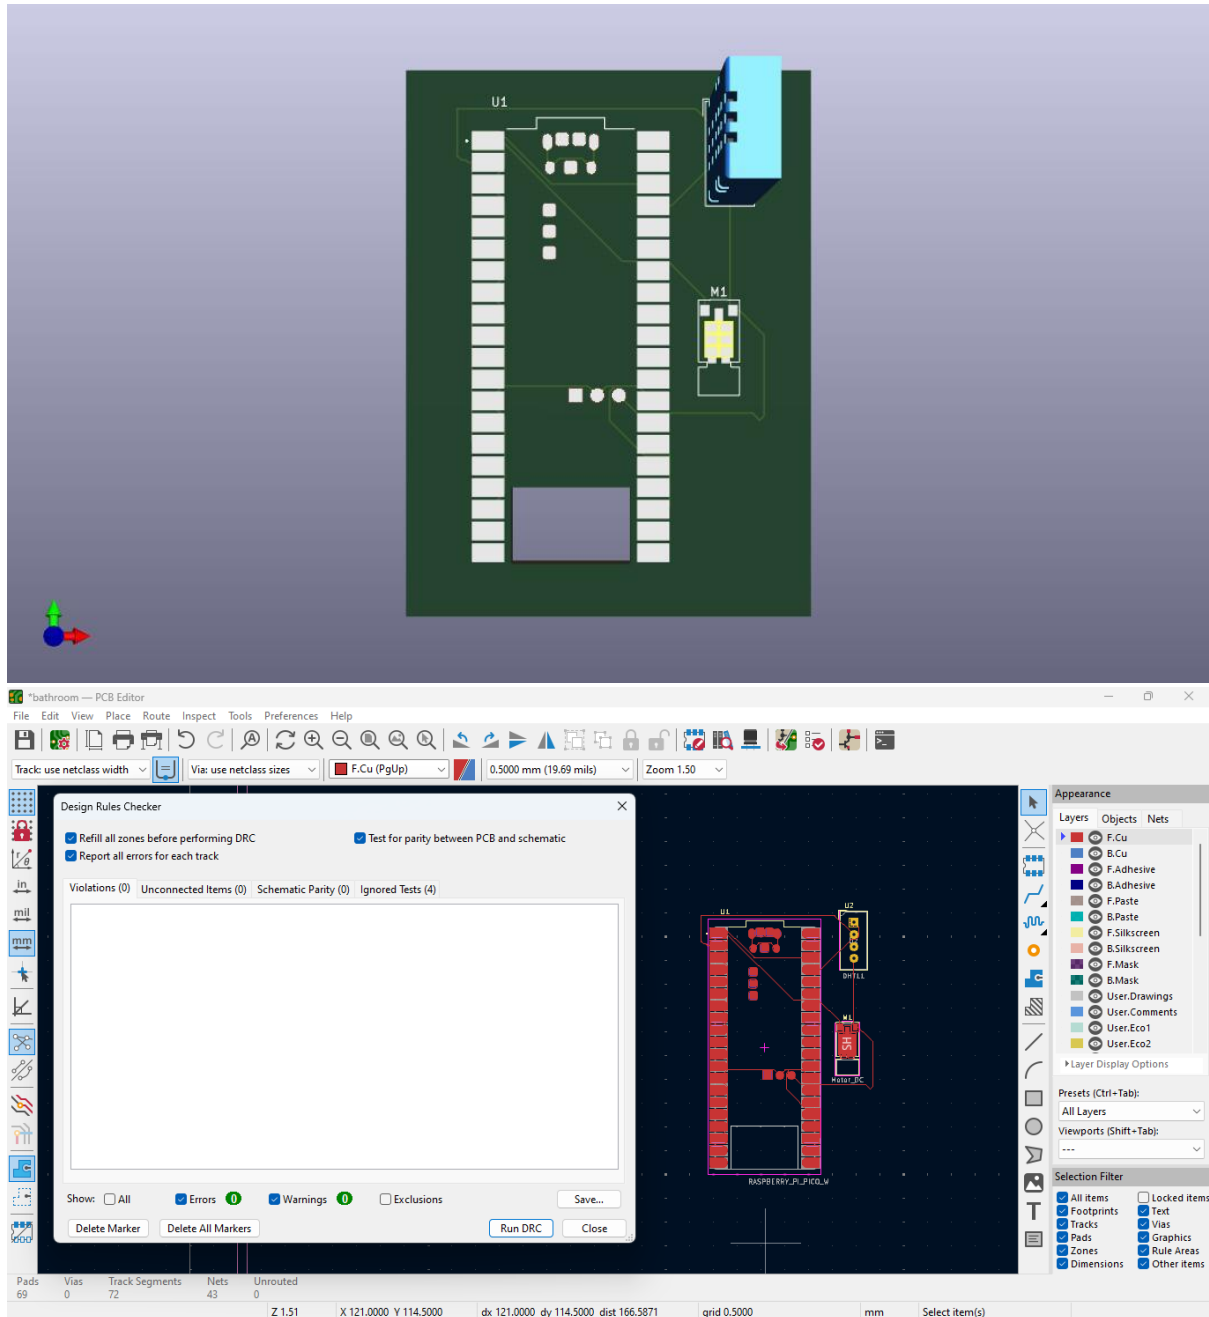 U1
M1
*bathroom — PCB Editor
File Edit View Place Route Inspect Tools Preferences Help
Track: use netclass width
Via: use netclass sizes
F.Cu (PgUp)
0.5000 mm (19.69 mils)
Zoom 1.50
in
mil
mm
Design Rules Checker
Refill all zones before performing DRC
Test for parity between PCB and schematic
Report all errors for each track
Violations (0) Unconnected Items (0) Schematic Parity (0) Ignored Tests (4)
Show: All Errors 0 Warnings 0 Exclusions Save...
Delete Marker Delete All Markers Run DRC Close
U1
U2
DHT11
M1
HS
Motor_DC
RASPBERRY_PI_PICO_W
Appearance
Layers Objects Nets
F.Cu
B.Cu
F.Adhesive
B.Adhesive
F.Paste
B.Paste
F.Silkscreen
B.Silkscreen
F.Mask
B.Mask
User.Drawings
User.Comments
User.Eco1
User.Eco2
Layer Display Options
Presets (Ctrl+Tab):
All Layers
Viewports (Shift+Tab):
---
Selection Filter
All items Locked items
Footprints Text
Tracks Vias
Pads Graphics
Zones Rule Areas
Dimensions Other items
Pads Vias Track Segments Nets Unrouted
69 0 72 43 0
Z 1.51 X 121.0000 Y 114.5000 dx 121.0000 dy 114.5000 dist 166.5871 grid 0.5000 mm Select item(s)